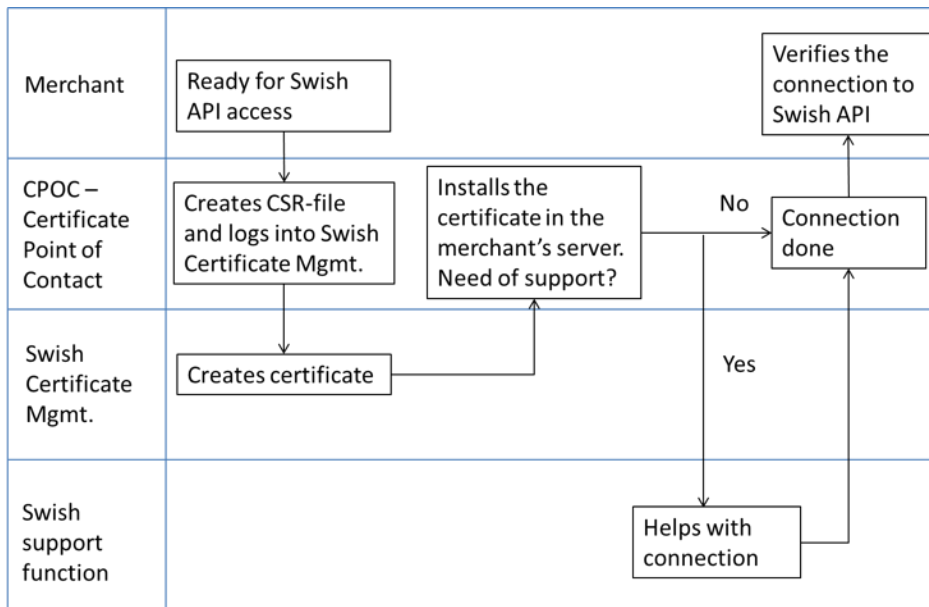 Merchant
Ready for Swish
API access
Verifies the
connection to
Swish API
CPOC –
Certificate
Point of
Contact
Creates CSR-file
and logs into Swish
Certificate Mgmt.
Installs the
certificate in the
merchant's server.
Need of support?
No
Connection
done
Swish
Certificate
Mgmt.
Creates certificate
Yes
Swish
support
function
Helps with
connection